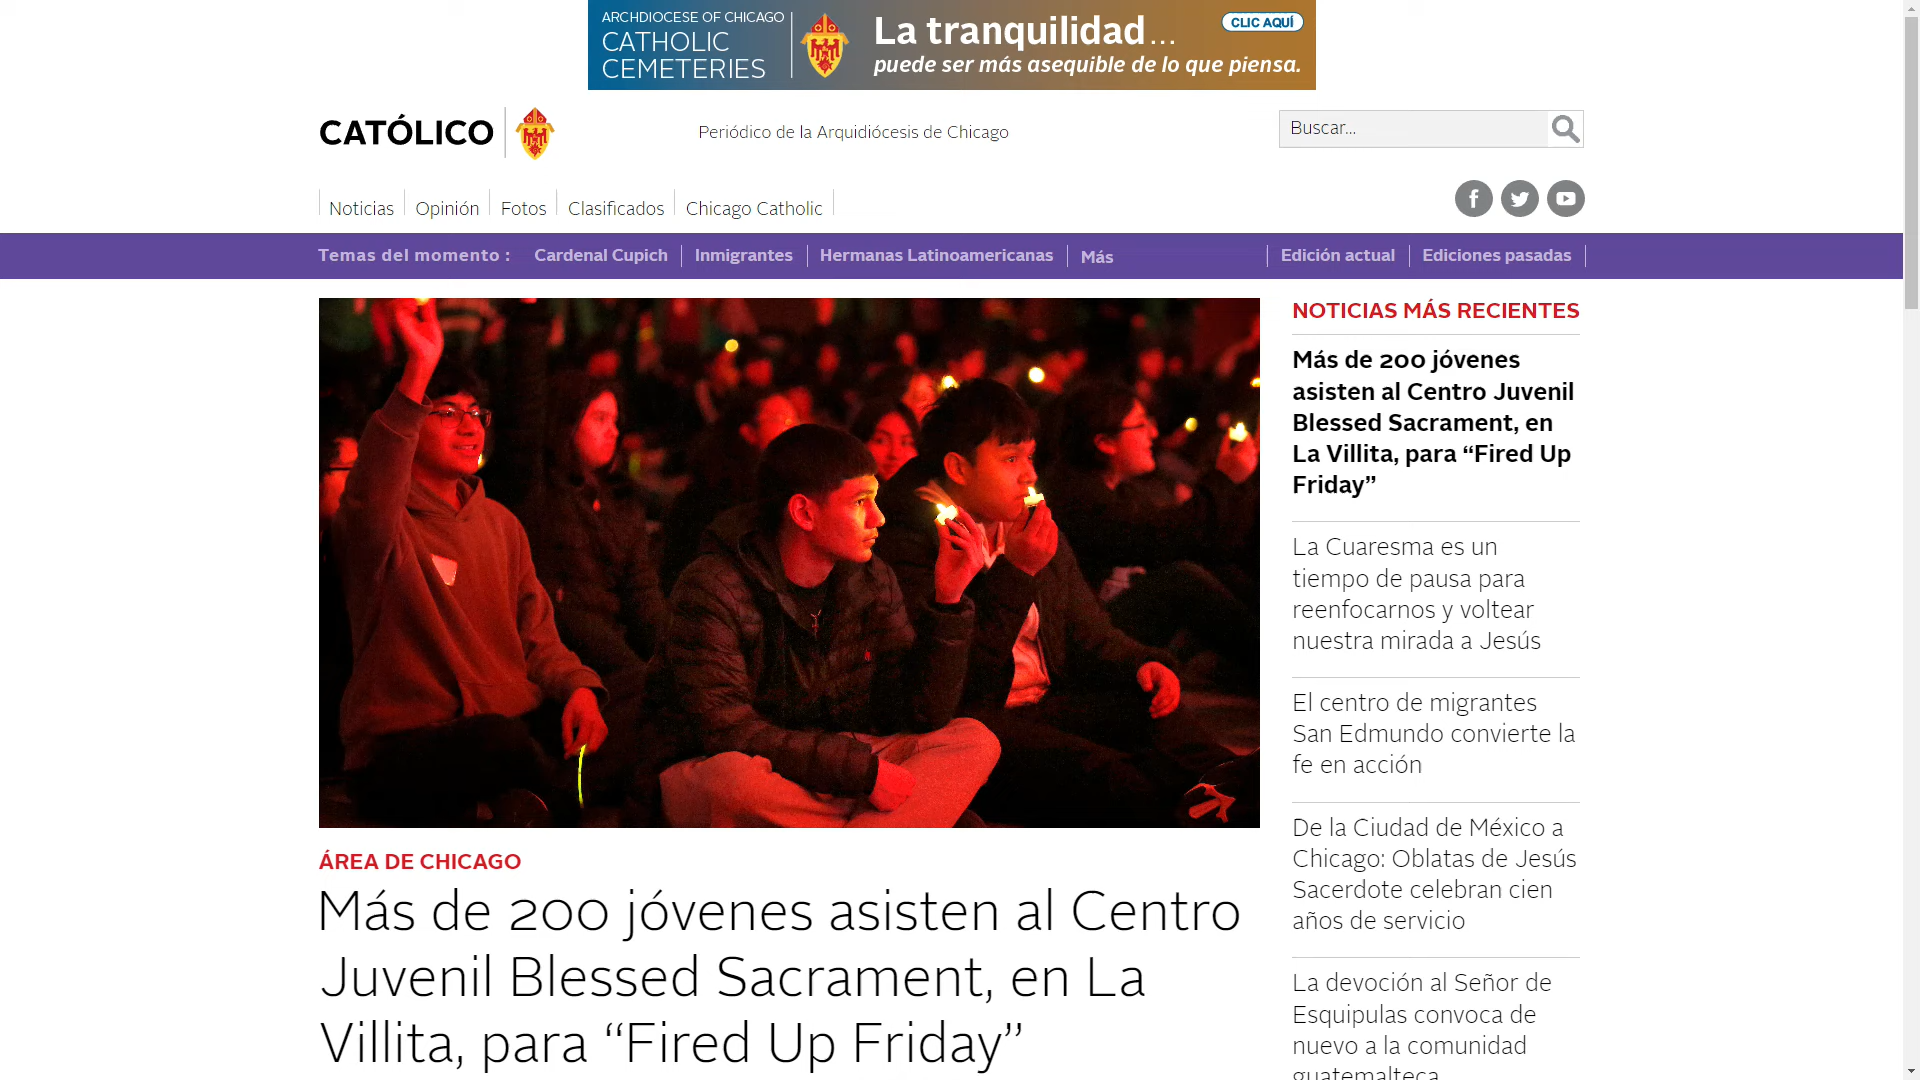 ARCHDIOCESE OF CHICAGO
CATHOLIC
CEMETERIES
La tranquilidad...
CLIC AQUÍ
puede ser más asequible de lo que piensa.
CATÓLICO
Periódico de la Arquidiócesis de Chicago
Buscar...
Noticias
Opinión
Fotos
Clasificados
Chicago Catholic
Temas del momento :
Cardenal Cupich
Inmigrantes
Hermanas Latinoamericanas
Más
Edición actual
Ediciones pasadas
ÁREA DE CHICAGO
Más de 200 jóvenes asisten al Centro
Juvenil Blessed Sacrament, en La
Villita, para “Fired Up Friday”
NOTICIAS MÁS RECIENTES
Más de 200 jóvenes
asisten al Centro Juvenil
Blessed Sacrament, en
La Villita, para “Fired Up
Friday”
La Cuaresma es un
tiempo de pausa para
reenfocarnos y voltear
nuestra mirada a Jesús
El centro de migrantes
San Edmundo convierte la
fe en acción
De la Ciudad de México a
Chicago: Oblatas de Jesús
Sacerdote celebran cien
años de servicio
La devoción al Señor de
Esquipulas convoca de
nuevo a la comunidad
guatemalteca